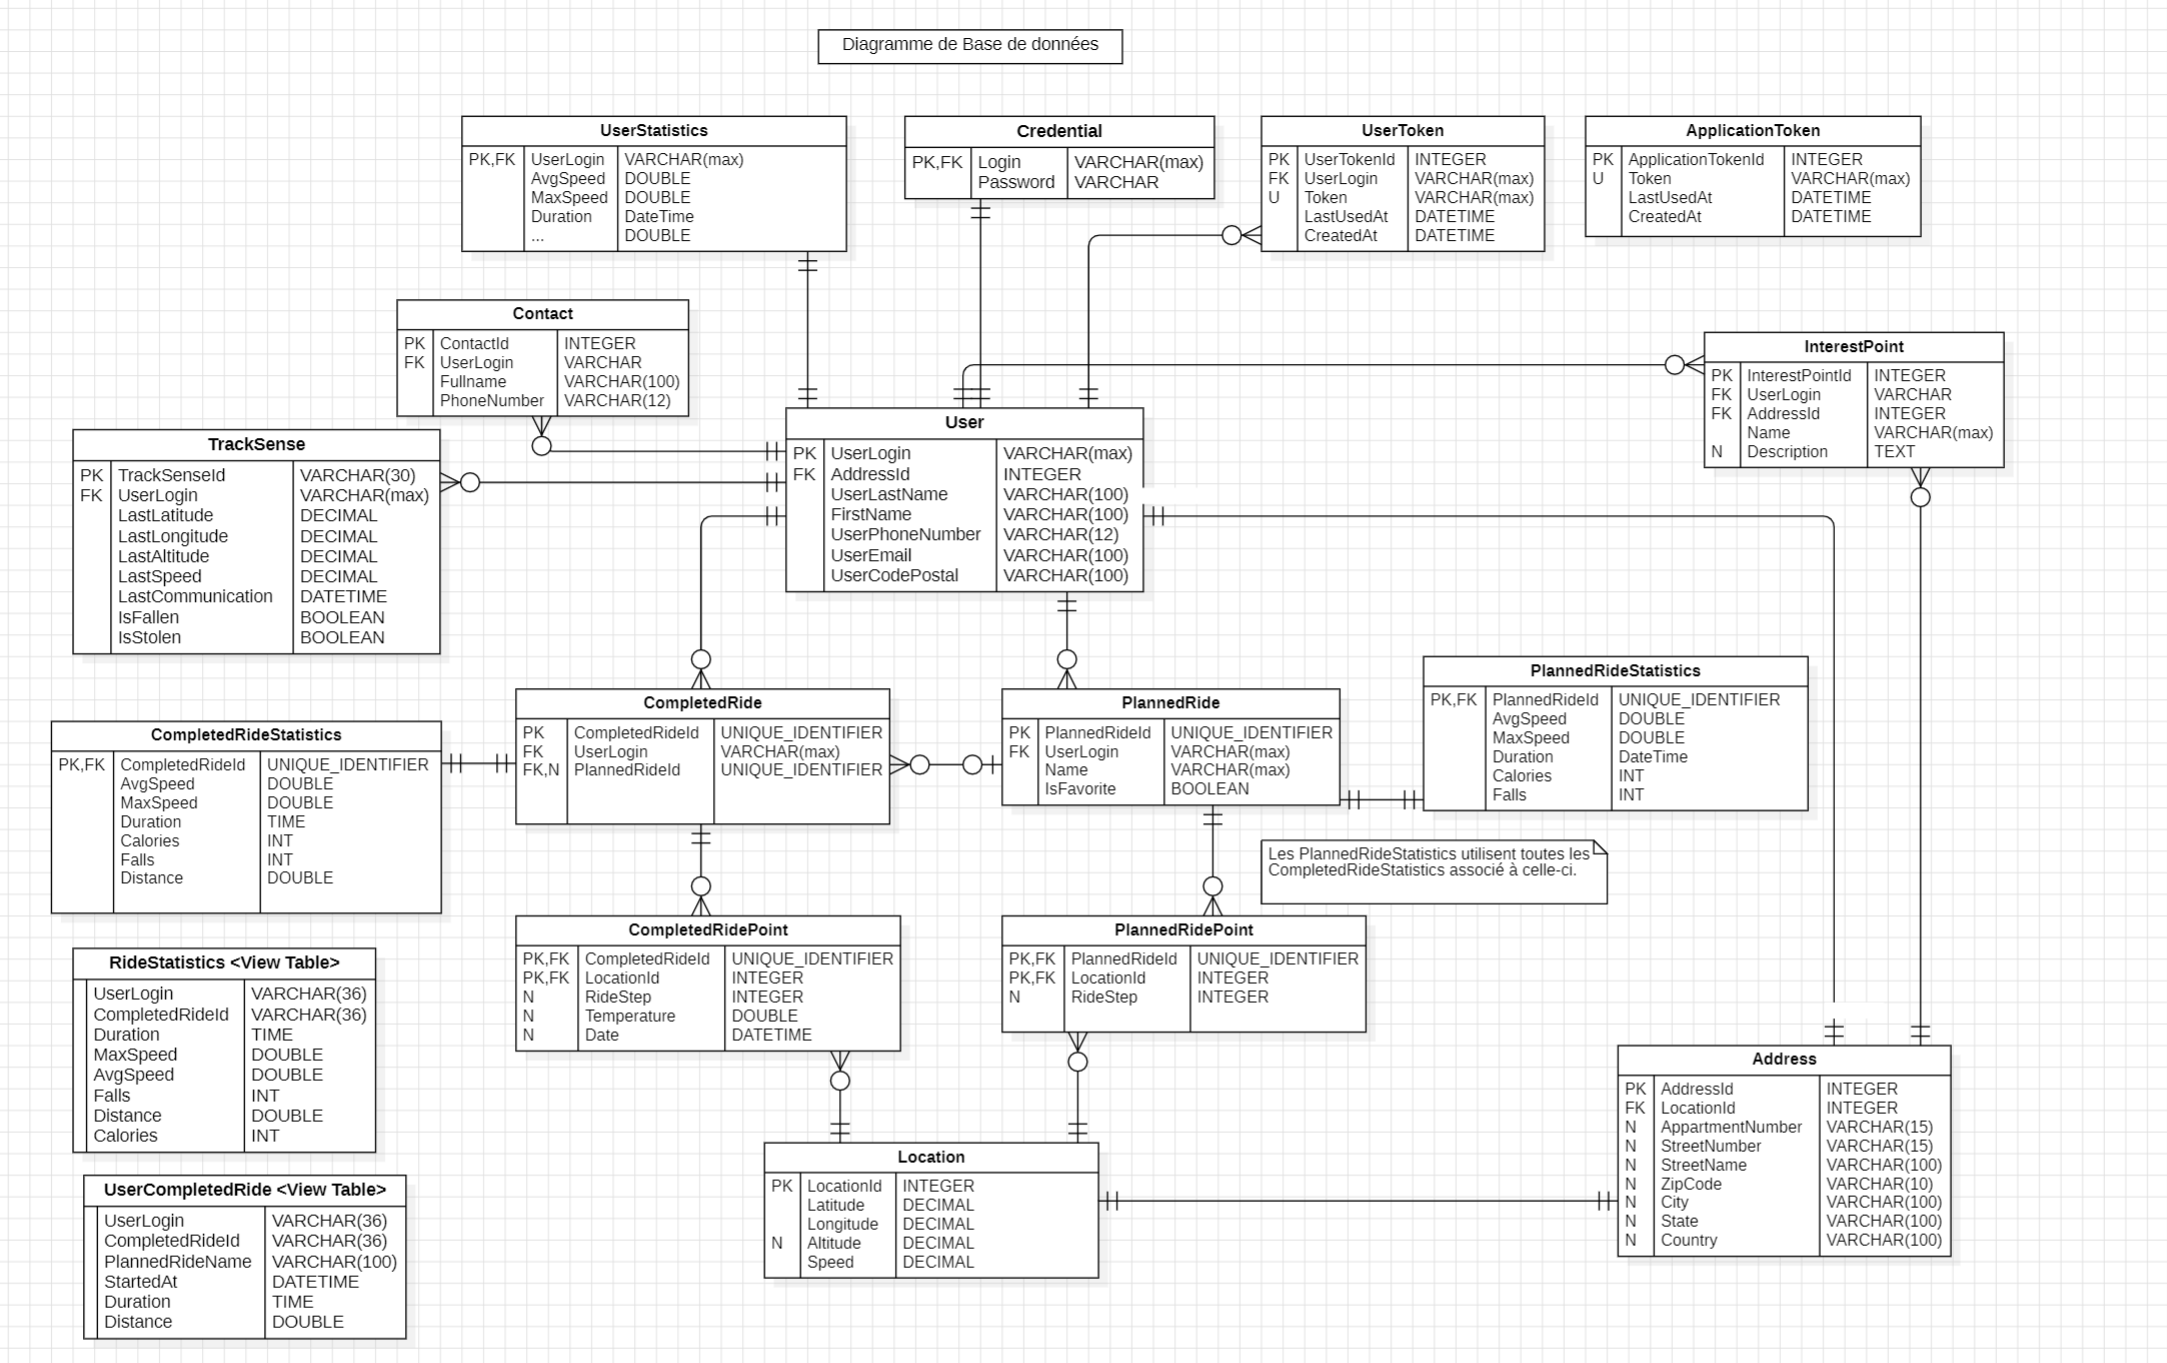 Diagramme de Base de données
UserStatistics
PK,FK UserLogin VARCHAR(max)
AvgSpeed DOUBLE
MaxSpeed DOUBLE
Duration DateTime
... DOUBLE
Credential
PK,FK Login VARCHAR(max)
Password VARCHAR
UserToken
PK UserTokenId INTEGER
FK UserLogin VARCHAR(max)
U Token VARCHAR(max)
LastUsedAt DATETIME
CreatedAt DATETIME
ApplicationToken
PK ApplicationTokenId INTEGER
U Token VARCHAR(max)
LastUsedAt DATETIME
CreatedAt DATETIME
Contact
PK ContactId INTEGER
FK UserLogin VARCHAR
Fullname VARCHAR(100)
PhoneNumber VARCHAR(12)
InterestPoint
PK InterestPointId INTEGER
FK UserLogin VARCHAR
FK AddressId INTEGER
Name VARCHAR(max)
N Description TEXT
TrackSense
PK TrackSenseId VARCHAR(30)
FK UserLogin VARCHAR(max)
LastLatitude DECIMAL
LastLongitude DECIMAL
LastAltitude DECIMAL
LastSpeed DECIMAL
LastCommunication DATETIME
IsFallen BOOLEAN
IsStolen BOOLEAN
User
PK UserLogin VARCHAR(max)
FK AddressId INTEGER
UserLastName VARCHAR(100)
FirstName VARCHAR(100)
UserPhoneNumber VARCHAR(12)
UserEmail VARCHAR(100)
UserCodePostal VARCHAR(100)
CompletedRideStatistics
PK,FK CompletedRideId UNIQUE_IDENTIFIER
AvgSpeed DOUBLE
MaxSpeed DOUBLE
Duration TIME
Calories INT
Falls INT
Distance DOUBLE
CompletedRide
PK CompletedRideId UNIQUE_IDENTIFIER
FK UserLogin VARCHAR(max)
FK,N PlannedRideId UNIQUE_IDENTIFIER
PlannedRide
PK PlannedRideId UNIQUE_IDENTIFIER
FK UserLogin VARCHAR(max)
Name VARCHAR(max)
IsFavorite BOOLEAN
PlannedRideStatistics
PK,FK PlannedRideId UNIQUE_IDENTIFIER
AvgSpeed DOUBLE
MaxSpeed DOUBLE
Duration DateTime
Calories INT
Falls INT
Les PlannedRideStatistics utilisent toutes les
CompletedRideStatistics associé à celle-ci.
CompletedRidePoint
PK,FK CompletedRideId UNIQUE_IDENTIFIER
PK,FK LocationId INTEGER
N RideStep INTEGER
N Temperature DOUBLE
N Date DATETIME
PlannedRidePoint
PK,FK PlannedRideId UNIQUE_IDENTIFIER
PK,FK LocationId INTEGER
N RideStep INTEGER
RideStatistics <View Table>
UserLogin VARCHAR(36)
CompletedRideId VARCHAR(36)
Duration TIME
MaxSpeed DOUBLE
AvgSpeed DOUBLE
Falls INT
Distance DOUBLE
Calories INT
Address
PK AddressId INTEGER
FK LocationId INTEGER
N AppartmentNumber VARCHAR(15)
N StreetNumber VARCHAR(15)
N StreetName VARCHAR(100)
N ZipCode VARCHAR(10)
N City VARCHAR(100)
N State VARCHAR(100)
N Country VARCHAR(100)
Location
PK LocationId INTEGER
Latitude DECIMAL
Longitude DECIMAL
N Altitude DECIMAL
Speed DECIMAL
UserCompletedRide <View Table>
UserLogin VARCHAR(36)
CompletedRideId VARCHAR(36)
PlannedRideName VARCHAR(100)
StartedAt DATETIME
Duration TIME
Distance DOUBLE